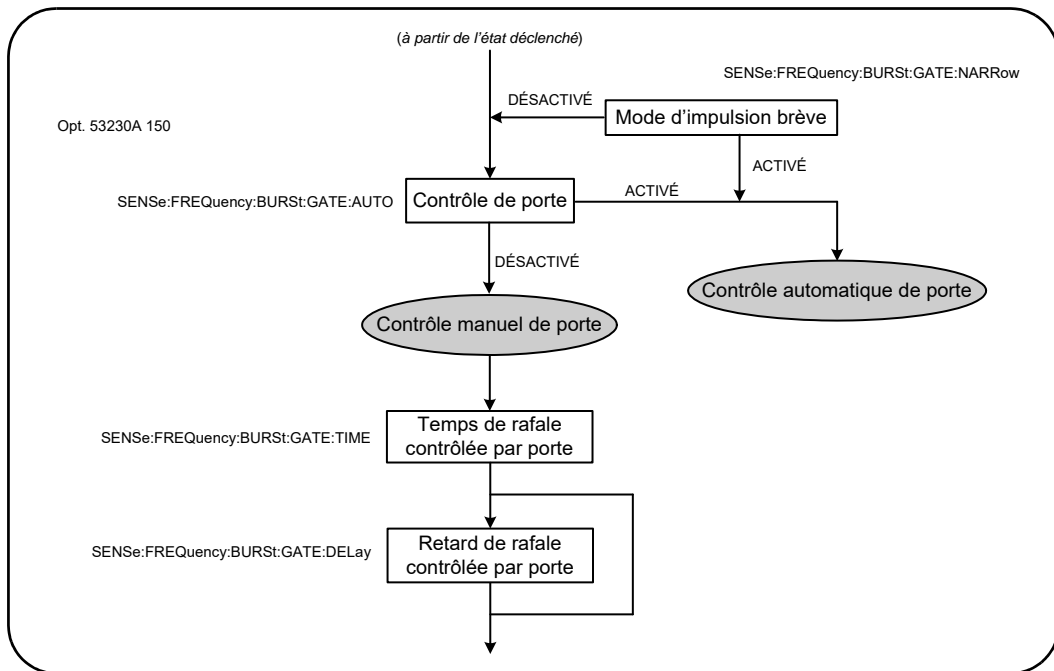 (à partir de l’état déclenché)
SENSe:FREQuency:BURSt:GATE:NARRow
DÉSACTIVÉ
Mode d’impulsion brève
Opt. 53230A 150
ACTIVÉ
SENSe:FREQuency:BURSt:GATE:AUTO
Contrôle de porte
ACTIVÉ
DÉSACTIVÉ
Contrôle automatique de porte
Contrôle manuel de porte
SENSe:FREQuency:BURSt:GATE:TIME
Temps de rafale
contrôlée par porte
SENSe:FREQuency:BURSt:GATE:DELay
Retard de rafale
contrôlée par porte